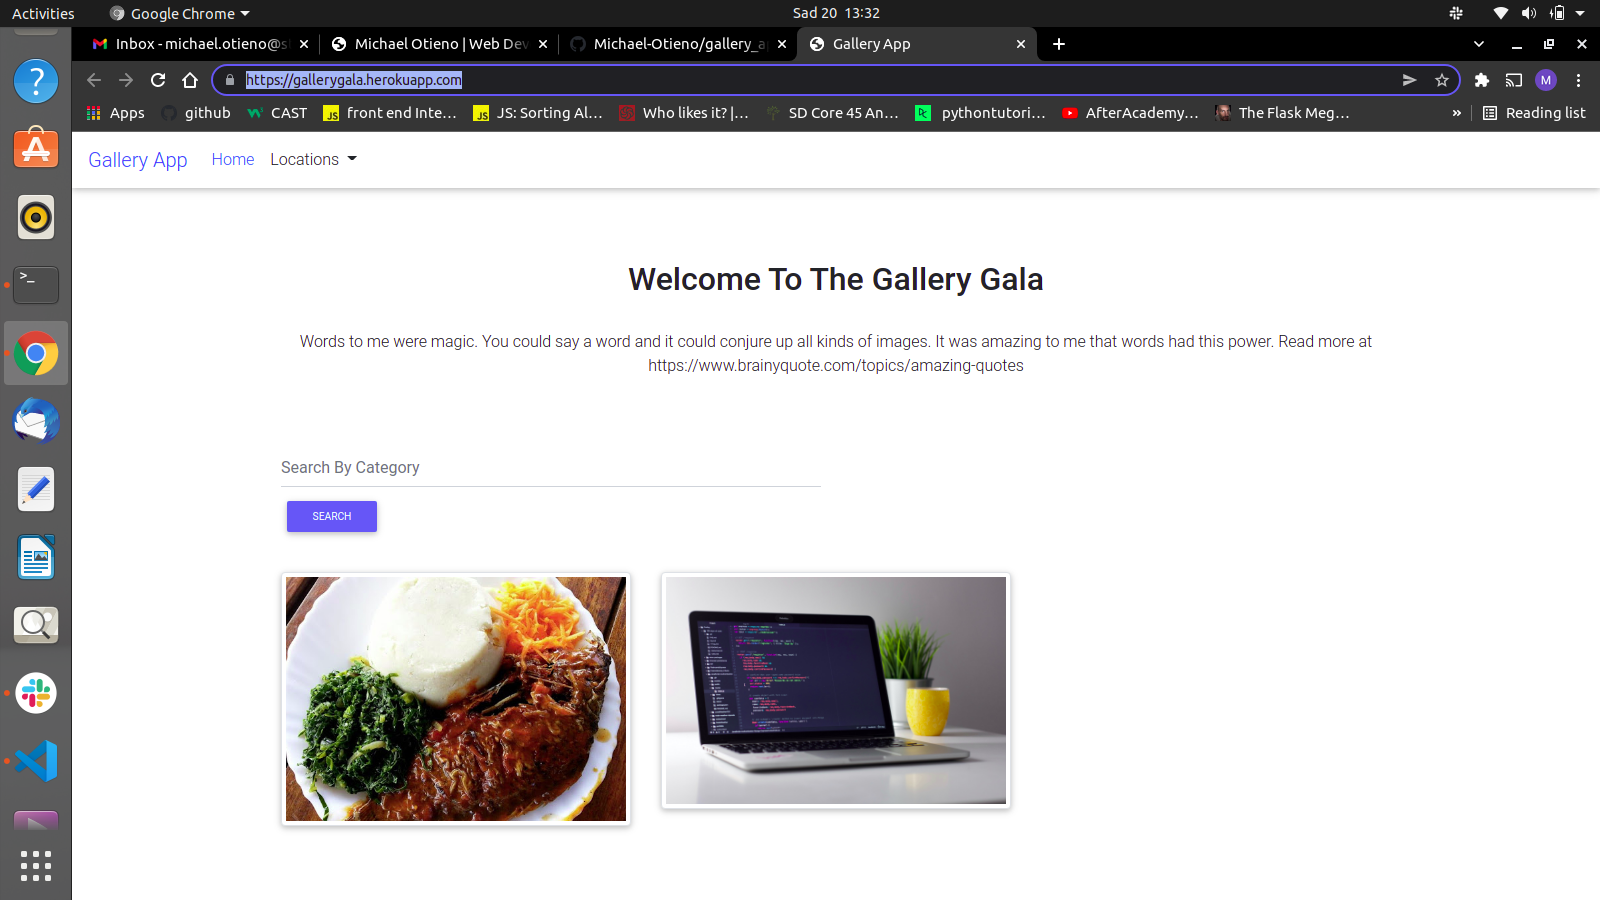 Activities Google Chrome Sad 20 13:32
Inbox - michael.otieno@s Michael Otieno | Web Dev Michael-Otieno/gallery_a Gallery App
https://gallerygala.herokuapp.com M
Apps github CAST front end Inte... JS: Sorting Al... Who likes it? |... SD Core 45 An... pythontutori... AfterAcademy... The Flask Meg... » Reading list
Gallery App Home Locations
Welcome To The Gallery Gala
Words to me were magic. You could say a word and it could conjure up all kinds of images. It was amazing to me that words had this power. Read more at
https://www.brainyquote.com/topics/amazing-quotes
Search By Category
SEARCH